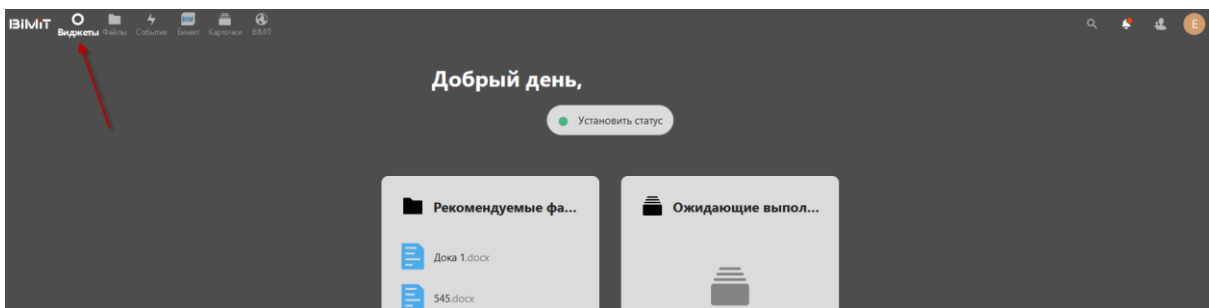 BiMiT Виджеты Файлы События Бимит Карточки BIMIT E
Добрый день,
Установить статус
Рекомендуемые фа... Ожидающие выпол...
Дока 1.docx
545.docx